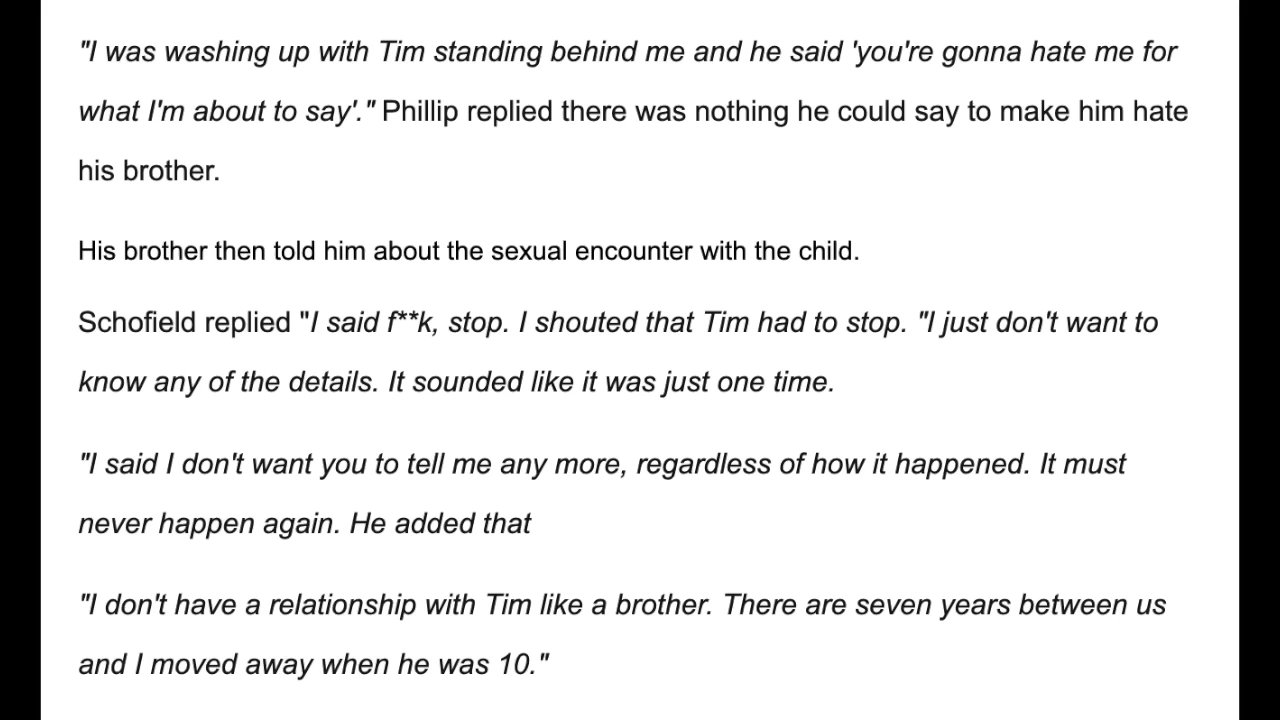 "I was washing up with Tim standing behind me and he said 'you're gonna hate me for
what I'm about to say'." Phillip replied there was nothing he could say to make him hate
his brother.
His brother then told him about the sexual encounter with the child.
Schofield replied "I said f**k, stop. I shouted that Tim had to stop. "I just don't want to
know any of the details. It sounded like it was just one time.
"I said I don't want you to tell me any more, regardless of how it happened. It must
never happen again. He added that
"I don't have a relationship with Tim like a brother. There are seven years between us
and I moved away when he was 10."